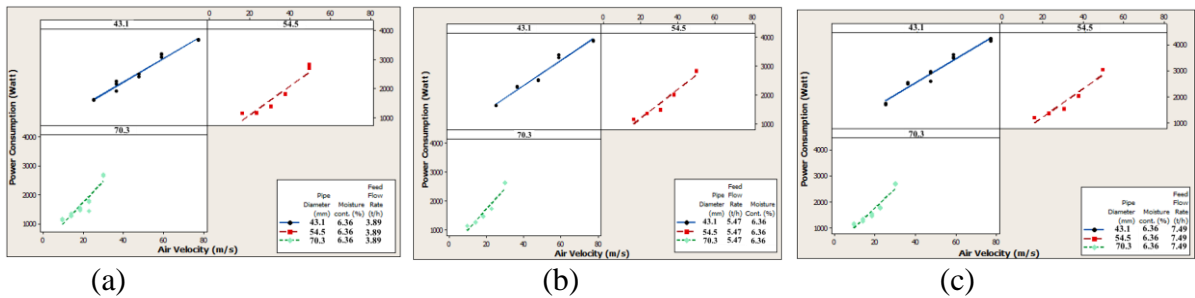 0 20 40 60 80
43.1 54.5
4000
3000
2000
1000
70.3
4000
3000
2000
1000
Power Consumption (Watt)
Feed
Pipe Flow
Diameter Moisture Rate
(mm) cont. (%) (t/h)
43.1 6.36 3.89
54.5 6.36 3.89
70.3 6.36 3.89
0 20 40 60 80
Air Velocity (m/s)
(a)
0 20 40 60 80
43.1 54.5
4000
3000
2000
1000
70.3
4000
3000
2000
1000
Power Consumption (Watt)
Feed
Pipe Flow
Diameter Rate Moisture
(mm) (t/h) Cont. (%)
43.1 5.47 6.36
54.5 5.47 6.36
70.3 5.47 6.36
0 20 40 60 80
Air Velocity (m/s)
(b)
0 20 40 60 80
43.1 54.5
4000
3000
2000
1000
70.3
4000
3000
2000
1000
Power Consumption (Watt)
Feed
Pipe Flow
Diameter Moisture Rate
(mm) cont. (%) (t/h)
43.1 6.36 7.49
54.5 6.36 7.49
70.3 6.36 7.49
0 20 40 60 80
Air Velocity (m/s)
(c)